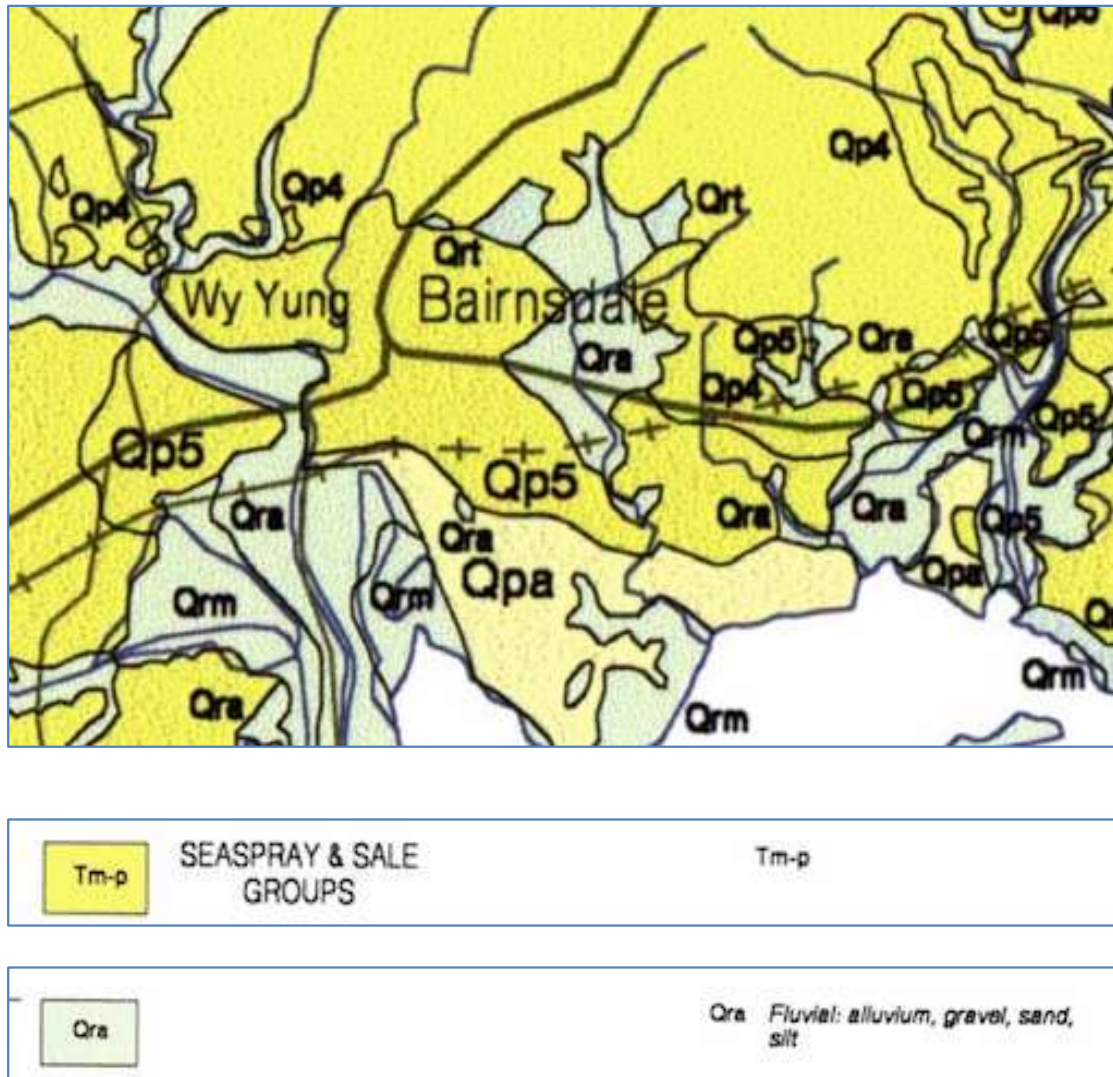 Qp5
Qp4
Qp4
Qp4
Qrt
Qrt
Wy Yung
Bairnsdale
Qra
Qp5
Qra
Qp5
Qp4
Qp5
Qp5
Qrm
Qp5
Qp5
Qra
Qra
Qra
Qra
Qp5
Qpa
Qpa
Qrm
Qrm
Qra
Qrm
Qrm
Tm-p
SEASPRAY & SALE
GROUPS
Tm-p
Qra
Qra Fluvial: alluvium, gravel, sand,
silt